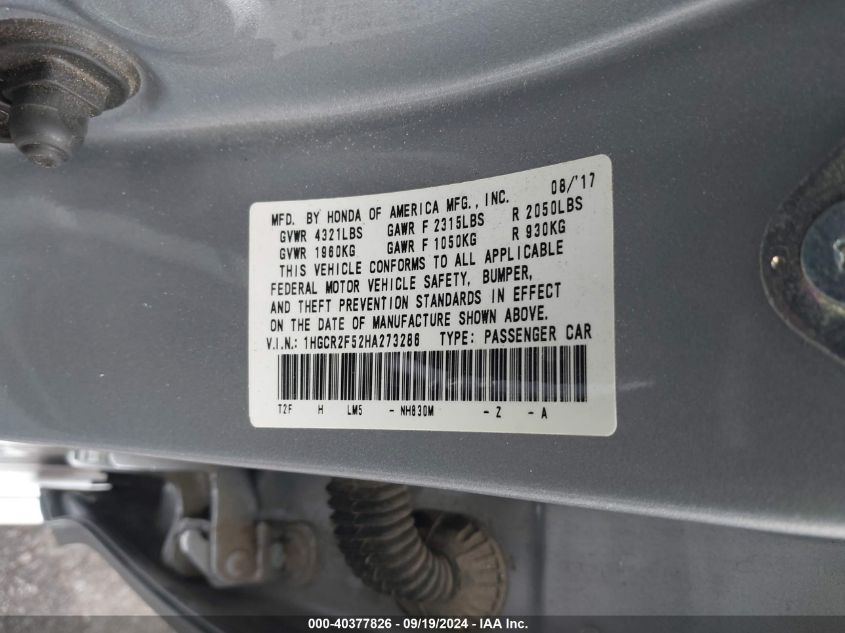 08/'17
MFD. BY HONDA OF AMERICA MFG., INC.
GVWR 4321LBS GAWR F 2315LBS R 2050LBS
GVWR 1960KG GAWR F 1050KG R 930KG
THIS VEHICLE CONFORMS TO ALL APPLICABLE
FEDERAL MOTOR VEHICLE SAFETY, BUMPER,
AND THEFT PREVENTION STANDARDS IN EFFECT
ON THE DATE OF MANUFACTURE SHOWN ABOVE.
V.I.N.: 1HGCR2F52HA273286 TYPE: PASSENGER CAR
T2F H LM5 - NH830M - Z - A
000-40377826 - 09/19/2024 - IAA Inc.